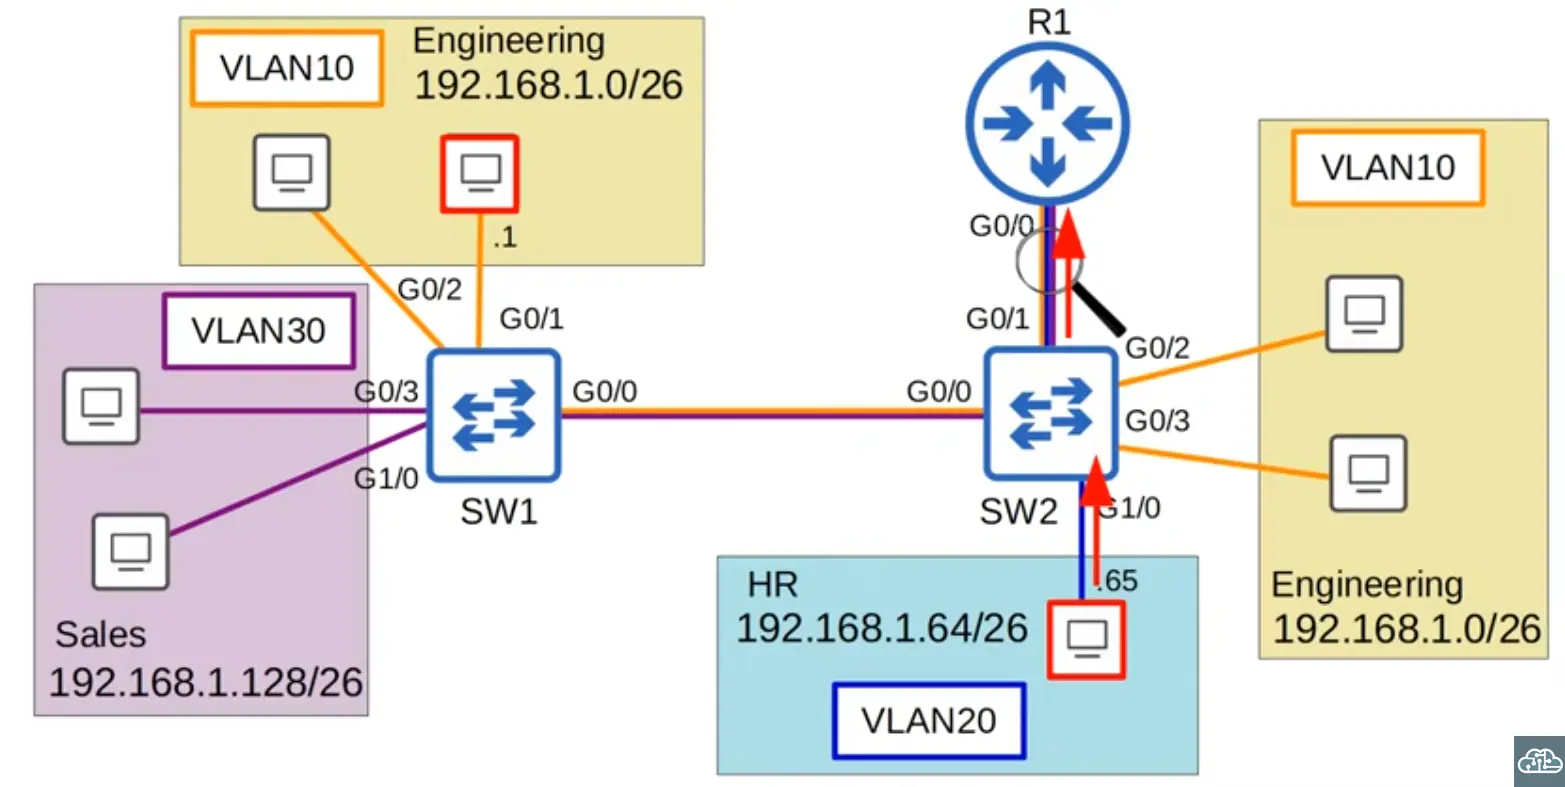 R1
VLAN10
Engineering
192.168.1.0/26
.1
G0/2
G0/1
VLAN30
G0/3
G1/0
Sales
192.168.1.128/26
SW1
G0/0
G0/0
G0/0
G0/1
G0/2
G0/3
SW2
G1/0
.65
HR
192.168.1.64/26
VLAN20
VLAN10
Engineering
192.168.1.0/26